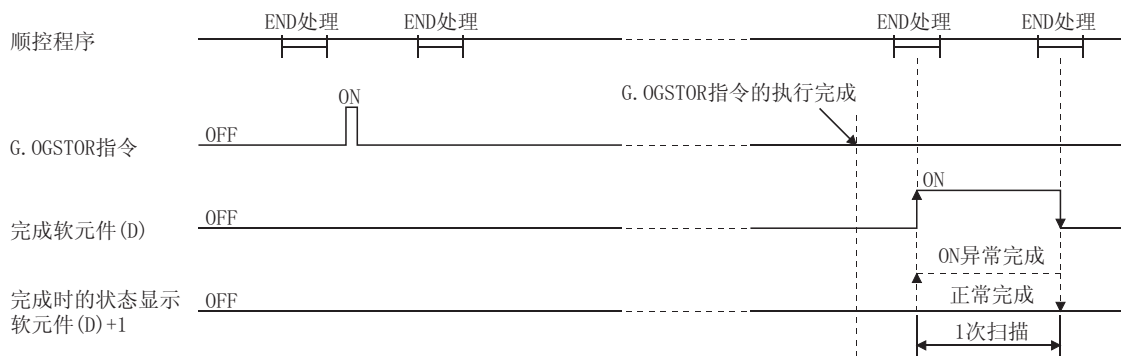 END处理 END处理 END处理 END处理
顺控程序
G.OGSTOR指令的执行完成
ON
OFF
G.OGSTOR指令
ON
OFF
完成软元件(D)
ON异常完成
完成时的状态显示
软元件(D)+1
OFF
正常完成
1次扫描